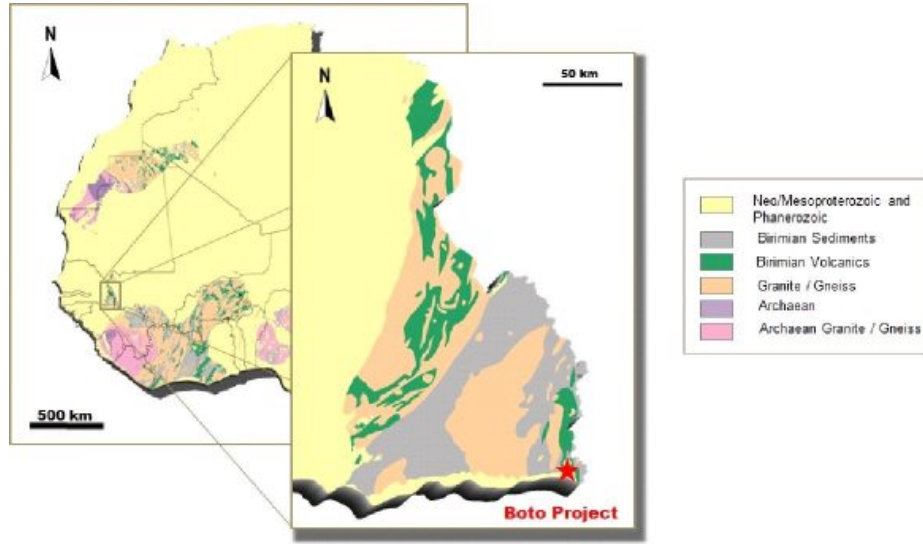 N
500 km
N
50 km
Boto Project
Neo/Mesoproterozoic and
Phanerozoic
Birimian Sediments
Birimian Volcanics
Granite / Gneiss
Archaean
Archaean Granite / Gneiss